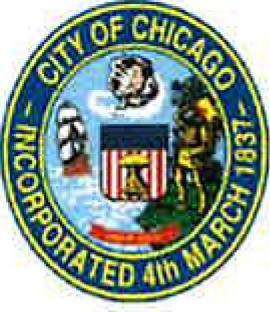 CITY OF CHICAGO
INCORPORATED 4th MARCH 1837